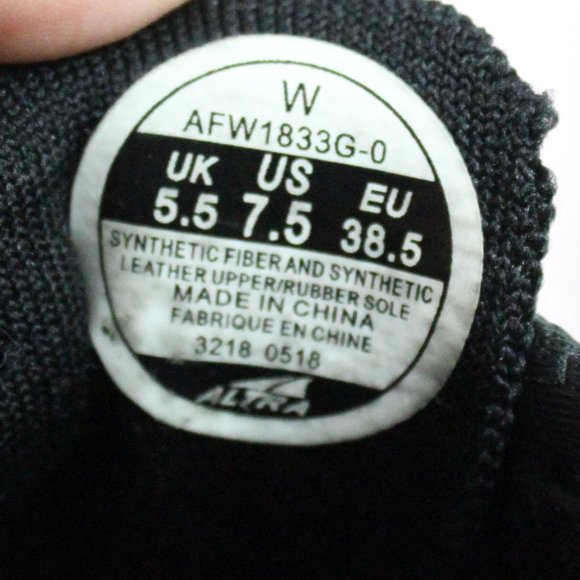 W
AFW1833G-0
UK US EU
5.5 7.5 38.5
SYNTHETIC FIBER AND SYNTHETIC
LEATHER UPPER/RUBBER SOLE
MADE IN CHINA
FABRIQUE EN CHINE
3218 0518
ALTRA